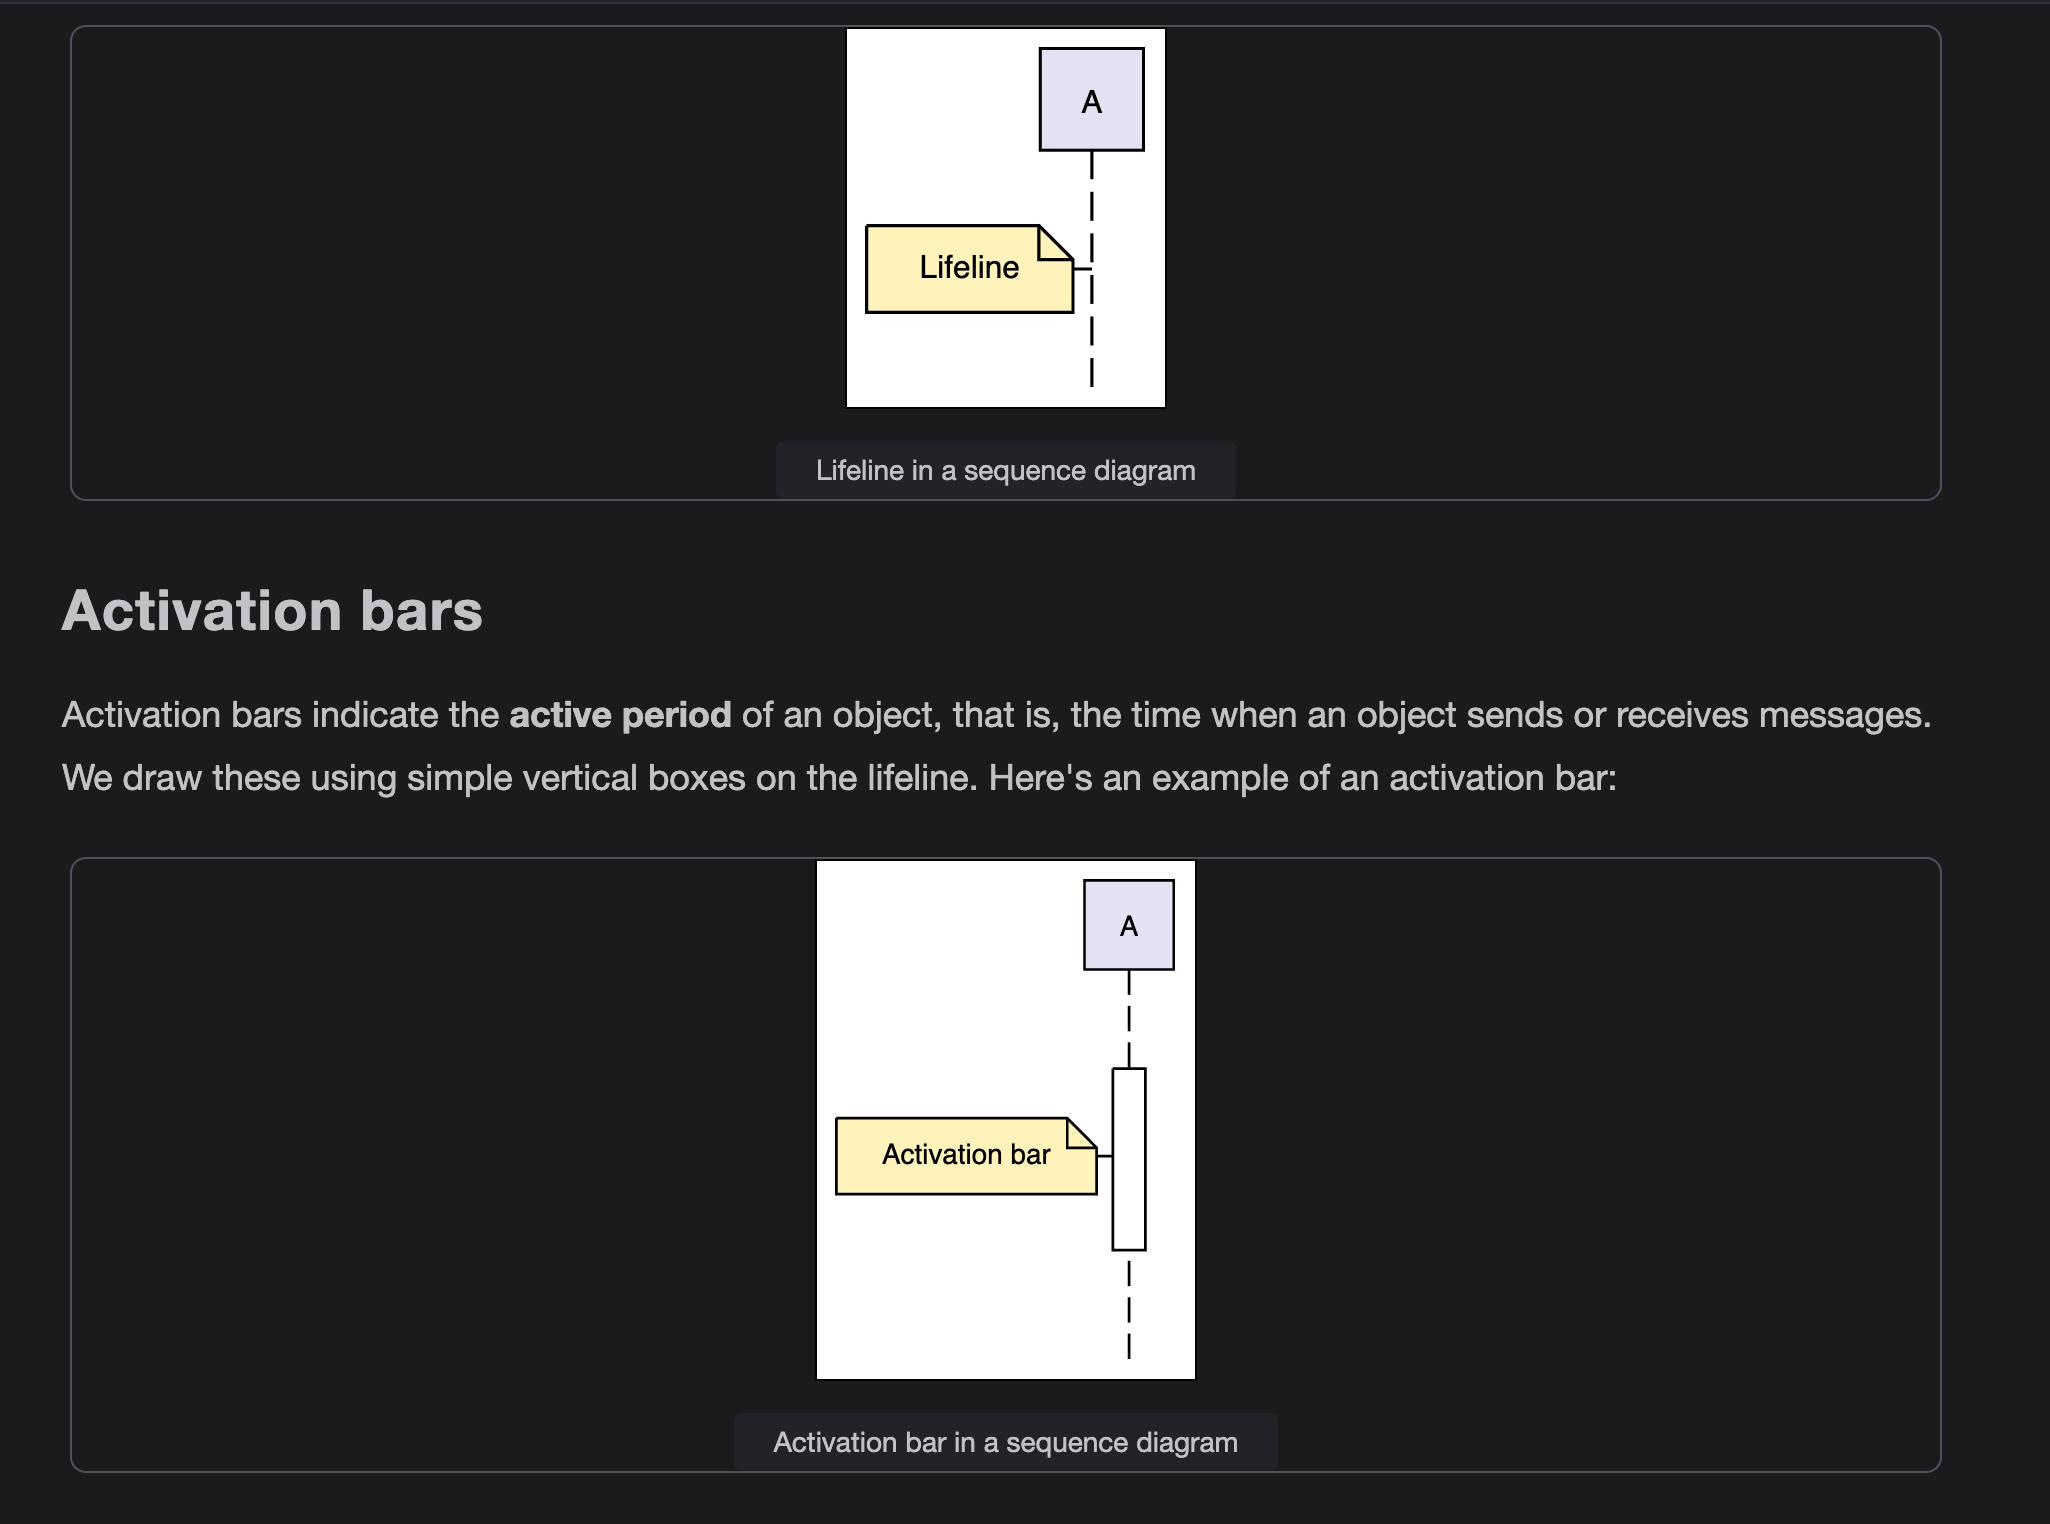 A
Lifeline
Lifeline in a sequence diagram
Activation bars
Activation bars indicate the active period of an object, that is, the time when an object sends or receives messages.
We draw these using simple vertical boxes on the lifeline. Here's an example of an activation bar:
A
Activation bar
Activation bar in a sequence diagram